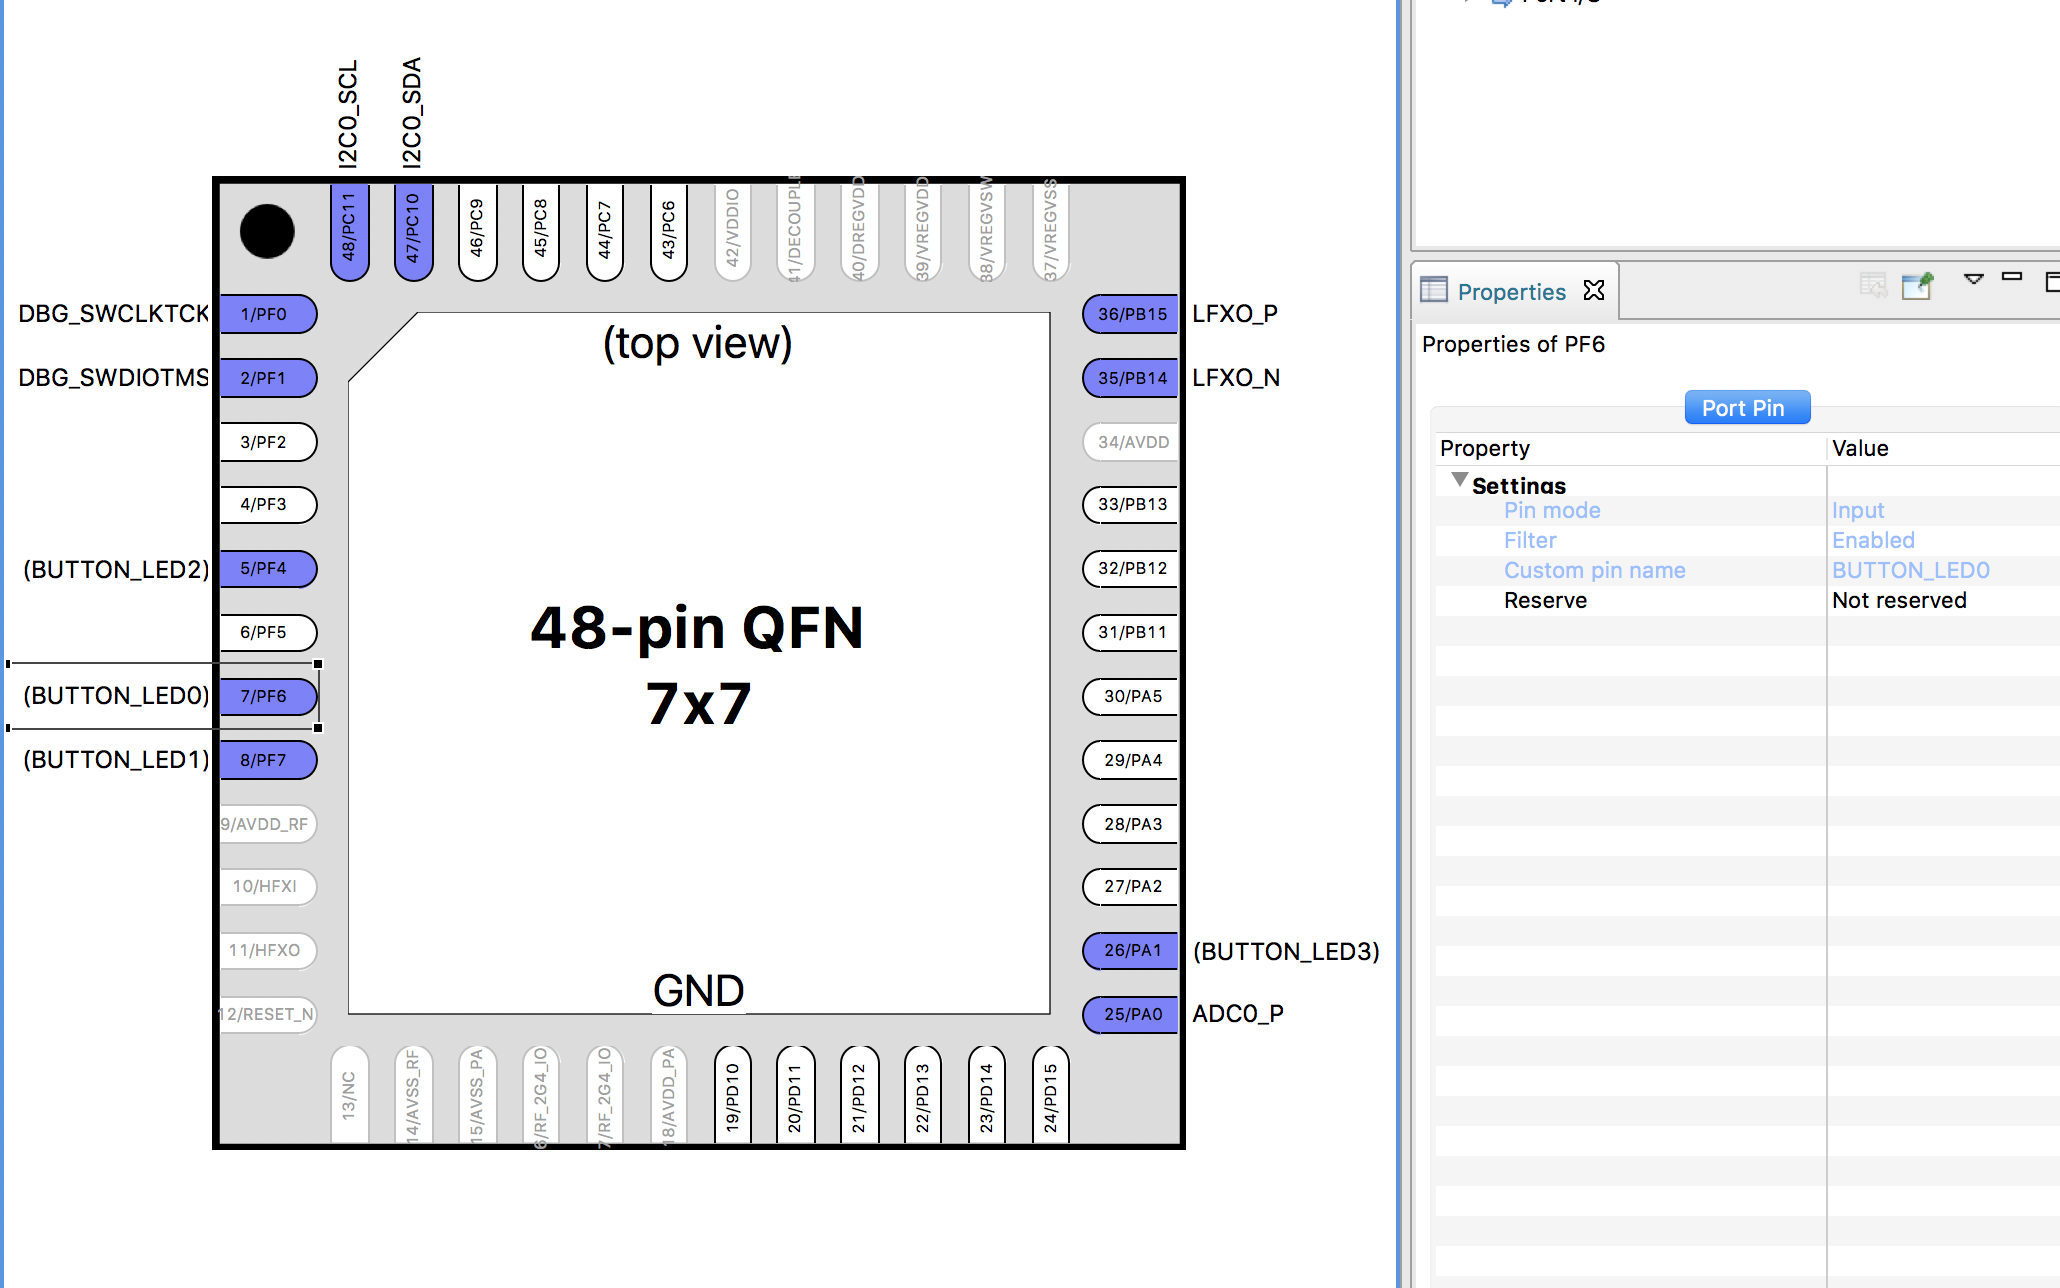 I2C0_SCL
I2C0_SDA
48/PC11
47/PC10
46/PC9
45/PC8
44/PC7
43/PC6
42/VDDIO
41/DECOUPLE
40/DREGVDD
39/VREGVDD
38/VREGVSW
37/VREGVSS
DBG_SWCLKTCK
1/PF0
DBG_SWDIOTMS
2/PF1
3/PF2
4/PF3
(BUTTON_LED2)
5/PF4
6/PF5
(BUTTON_LED0)
7/PF6
(BUTTON_LED1)
8/PF7
9/AVDD_RF
10/HFXI
11/HFXO
12/RESET_N
(top view)
48-pin QFN
7x7
GND
36/PB15
LFXO_P
35/PB14
LFXO_N
34/AVDD
33/PB13
32/PB12
31/PB11
30/PA5
29/PA4
28/PA3
27/PA2
26/PA1
(BUTTON_LED3)
25/PA0
ADC0_P
13/NC
14/AVSS_RF
15/AVSS_PA
6/RF_2G4_IO
7/RF_2G4_IO
18/AVDD_PA
19/PD10
20/PD11
21/PD12
22/PD13
23/PD14
24/PD15
Properties
Properties of PF6
Port Pin
Property
Value
Settings
Pin mode
Input
Filter
Enabled
Custom pin name
BUTTON_LED0
Reserve
Not reserved